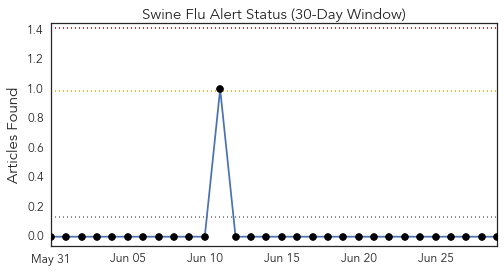 Swine Flu Alert Status (30-Day Window)
Articles Found
1.4
1.2
1.0
0.8
0.6
0.4
0.2
0.0
May 31 Jun 05 Jun 10 Jun 15 Jun 20 Jun 25